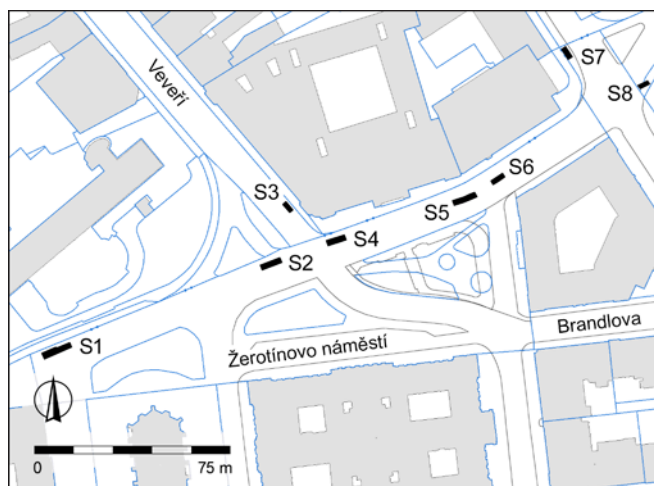 S7
S8
Veveří
S3
S6
S5
S4
S2
Brandlova
S1
Žerotínovo náměstí
0
75 m